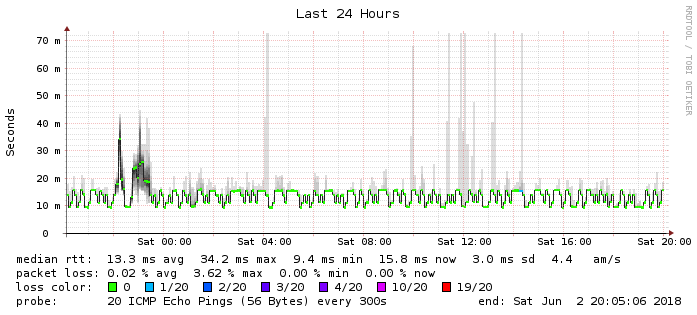 Last 24 Hours
RRDTOOL / TOBI OETIKER
Seconds
70 m
60 m
50 m
40 m
30 m
20 m
10 m
0
Sat 00:00 Sat 04:00 Sat 08:00 Sat 12:00 Sat 16:00 Sat 20:00
median rtt: 13.3 ms avg 34.2 ms max 9.4 ms min 15.8 ms now 3.0 ms sd 4.4 am/s
packet loss: 0.02 % avg 3.62 % max 0.00 % min 0.00 % now
loss color: 0 1/20 2/20 3/20 4/20 10/20 19/20
probe: 20 ICMP Echo Pings (56 Bytes) every 300s end: Sat Jun 2 20:05:06 2018